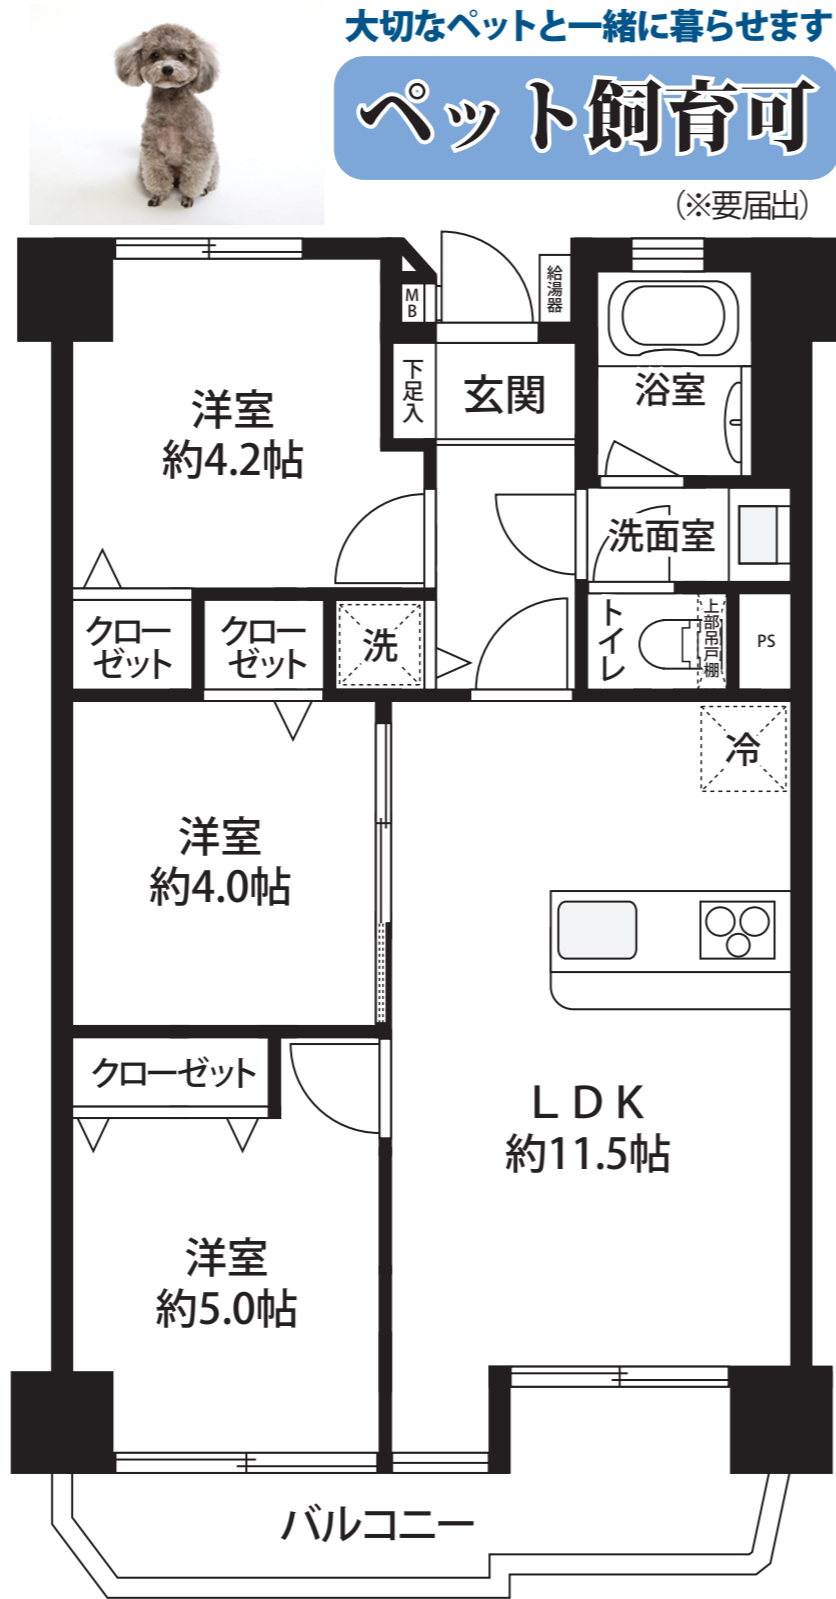 大切なペットと一緒に暮らせます
ペット飼育可
（※要届出）
MB
給湯器
下足入
玄関
浴室
洋室
約4.2帖
洗面室
クローゼット
クローゼット
洗
トイレ
上部吊戸棚
PS
冷
洋室
約4.0帖
クローゼット
ＬＤＫ
約11.5帖
洋室
約5.0帖
バルコニー